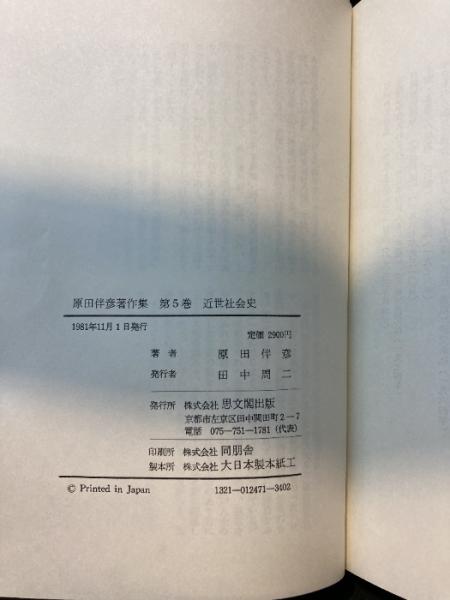 原田伴彦著作集 第5巻 近世社会史
1981年11月1日発行
定価 2900円
著者 原田伴彦
発行者 田中周二
発行所 株式会社 思文閣出版
京都市左京区田中関田町2-7
電話 075-751-1781(代表)
印刷所 株式会社 同朋舎
製本所 株式会社 大日本製本紙工
© Printed in Japan 1321-012471-3402